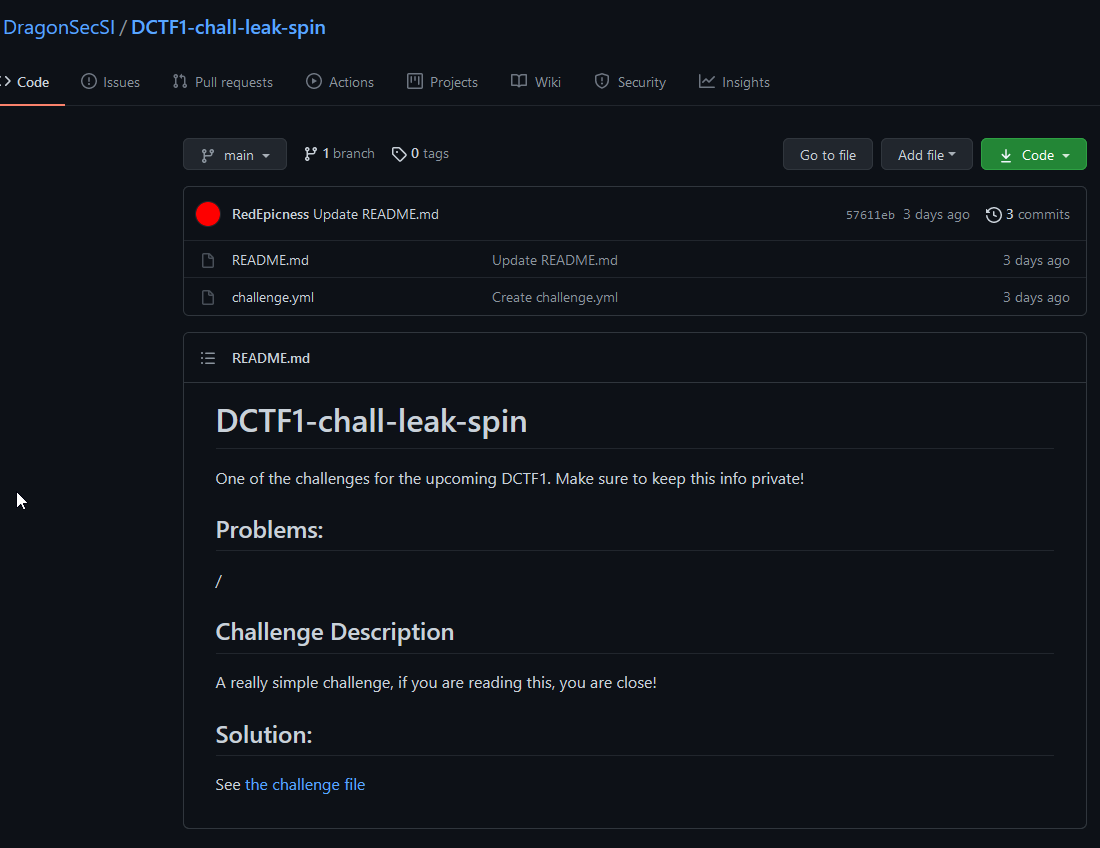 DragonSecSI / DCTF1-chall-leak-spin
Code Issues Pull requests Actions Projects Wiki Security Insights
main 1 branch 0 tags Go to file Add file Code
RedEpicness Update README.md 57611eb 3 days ago 3 commits
README.md Update README.md 3 days ago
challenge.yml Create challenge.yml 3 days ago
README.md
DCTF1-chall-leak-spin
One of the challenges for the upcoming DCTF1. Make sure to keep this info private!
Problems:
/
Challenge Description
A really simple challenge, if you are reading this, you are close!
Solution:
See the challenge file